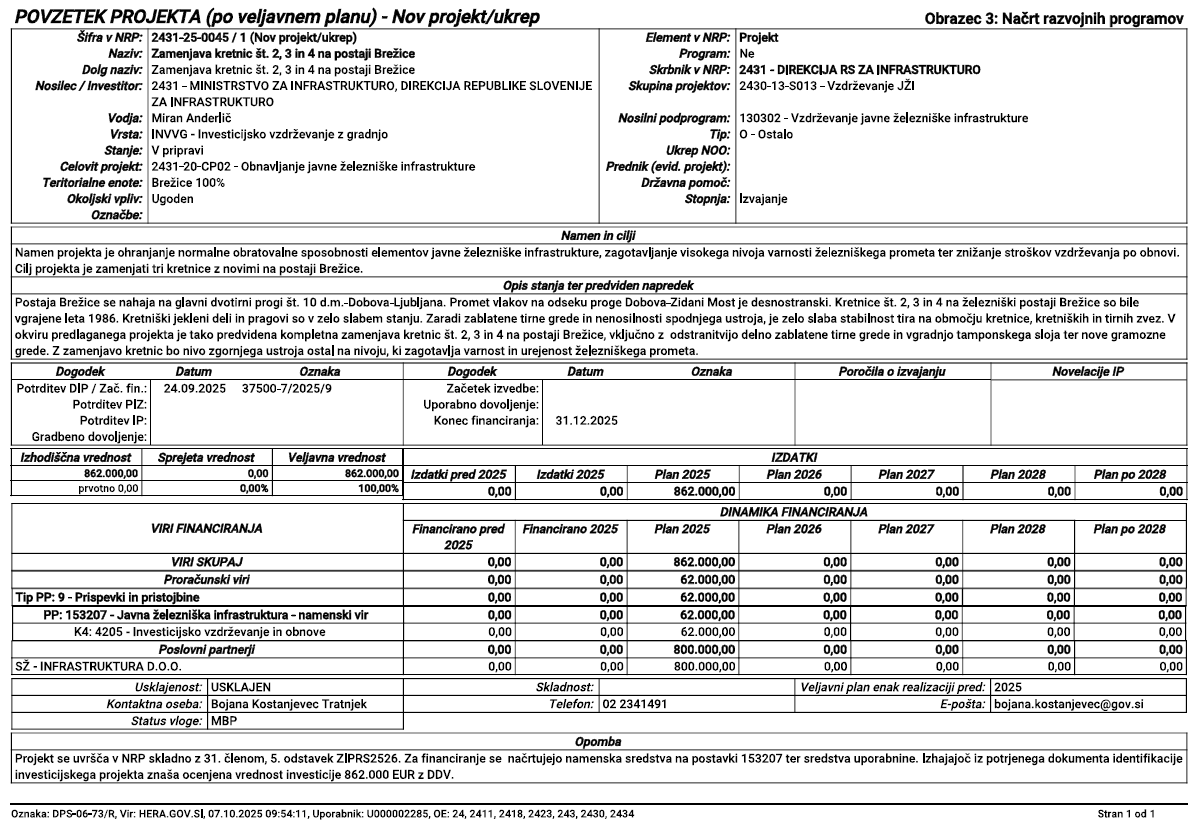 POVZETEK PROJEKTA (po veljavnem planu) - Nov projekt/ukrep
Obrazec 3: Načrt razvojnih programov
Šifra v NRP: 2431-25-0045 / 1 (Nov projekt/ukrep)
Naziv: Zamenjava kretnic št. 2, 3 in 4 na postaji Brežice
Dolg naziv: Zamenjava kretnic št. 2, 3 in 4 na postaji Brežice
Nosilec / Investitor: 2431 - MINISTRSTVO ZA INFRASTRUKTURO, DIREKCIJA REPUBLIKE SLOVENIJE
ZA INFRASTRUKTURO
Vodja: Miran Anderlič
Vrsta: INVVG - Investicijsko vzdrževanje z gradnjo
Stanje: V pripravi
Celovit projekt: 2431-20-CP02 - Obnavljanje javne železniške infrastrukture
Teritorialne enote: Brežice 100%
Okoljski vpliv: Ugoden
Označbe:
Element v NRP: Projekt
Program: Ne
Skrbnik v NRP: 2431 - DIREKCIJA RS ZA INFRASTRUKTURO
Skupina projektov: 2430-13-S013 - Vzdrževanje JŽI
Nosilni podprogram: 130302 - Vzdrževanje javne železniške infrastrukture
Tip: O - Ostalo
Ukrep NOO:
Prednik (evid. projekt):
Državna pomoč:
Stopnja: Izvajanje
Namen in cilji
Namen projekta je ohranjanje normalne obratovalne sposobnosti elementov javne železniške infrastrukture, zagotavljanje visokega nivoja varnosti železniškega prometa ter znižanje stroškov vzdrževanja po obnovi.
Cilj projekta je zamenjati tri kretnice z novimi na postaji Brežice.
Opis stanja ter predviden napredek
Postaja Brežice se nahaja na glavni dvotirni progi št. 10 d.m.-Dobova-Ljubljana. Promet vlakov na odseku proge Dobova-Zidani Most je desnostranski. Kretnice št. 2, 3 in 4 na železniški postaji Brežice so bile
vgrajene leta 1986. Kretniški jekleni deli in pragovi so v zelo slabem stanju. Zaradi zablatene tirne grede in nenosilnosti spodnjega ustroja, je zelo slaba stabilnost tira na območju kretnice, kretniških in tirnih zvez. V
okviru predlaganega projekta je tako predvidena kompletna zamenjava kretnic št. 2, 3 in 4 na postaji Brežice, vključno z odstranitvijo delno zablatene tirne grede in vgradnjo tamponskega sloja ter nove gramozne
grede. Z zamenjavo kretnic bo nivo zgornjega ustroja ostal na nivoju, ki zagotavlja varnost in urejenost železniškega prometa.
Dogodek Datum Oznaka Dogodek Datum Oznaka Poročila o izvajanju Novelacije IP
Potrditev DIP / Zač. fin.: 24.09.2025 37500-7/2025/9 Začetek izvedbe:
Potrditev PIZ: Uporabno dovoljenje:
Potrditev IP: Konec financiranja: 31.12.2025
Gradbeno dovoljenje:
Izhodiščna vrednost Sprejeta vrednost Veljavna vrednost
862.000,00 0,00 862.000,00
prvotno 0,00 0,00% 100,00%
IZDATKI
Izdatki pred 2025 Izdatki 2025 Plan 2025 Plan 2026 Plan 2027 Plan 2028 Plan po 2028
0,00 0,00 862.000,00 0,00 0,00 0,00 0,00
VIRI FINANCIRANJA
DINAMIKA FINANCIRANJA
Financirano pred 2025 Financirano 2025 Plan 2025 Plan 2026 Plan 2027 Plan 2028 Plan po 2028
VIRI SKUPAJ 0,00 0,00 862.000,00 0,00 0,00 0,00 0,00
Proračunski viri 0,00 0,00 62.000,00 0,00 0,00 0,00 0,00
Tip PP: 9 - Prispevki in pristojbine 0,00 0,00 62.000,00 0,00 0,00 0,00 0,00
PP: 153207 - Javna železniška infrastruktura - namenski vir 0,00 0,00 62.000,00 0,00 0,00 0,00 0,00
K4: 4205 - Investicijsko vzdrževanje in obnove 0,00 0,00 62.000,00 0,00 0,00 0,00 0,00
Poslovni partnerji 0,00 0,00 800.000,00 0,00 0,00 0,00 0,00
SŽ - INFRASTRUKTURA D.O.O. 0,00 0,00 800.000,00 0,00 0,00 0,00 0,00
Usklajenost: USKLAJEN Skladnost: Veljavni plan enak realizaciji pred: 2025
Kontaktna oseba: Bojana Kostanjevec Tratnjek Telefon: 02 2341491 E-pošta: bojana.kostanjevec@gov.si
Status vloge: MBP
Opomba
Projekt se uvršča v NRP skladno z 31. členom, 5. odstavek ZIPRS2526. Za financiranje se načrtujejo namenska sredstva na postavki 153207 ter sredstva uporabnine. Izhajajoč iz potrjenega dokumenta identifikacije
investicijskega projekta znaša ocenjena vrednost investicije 862.000 EUR z DDV.
Oznaka: DPS-06-73/R, Vir: HERA.GOV.SI, 07.10.2025 09:54:11, Uporabnik: U000002285, OE: 24, 2411, 2418, 2423, 243, 2430, 2434
Stran 1 od 1